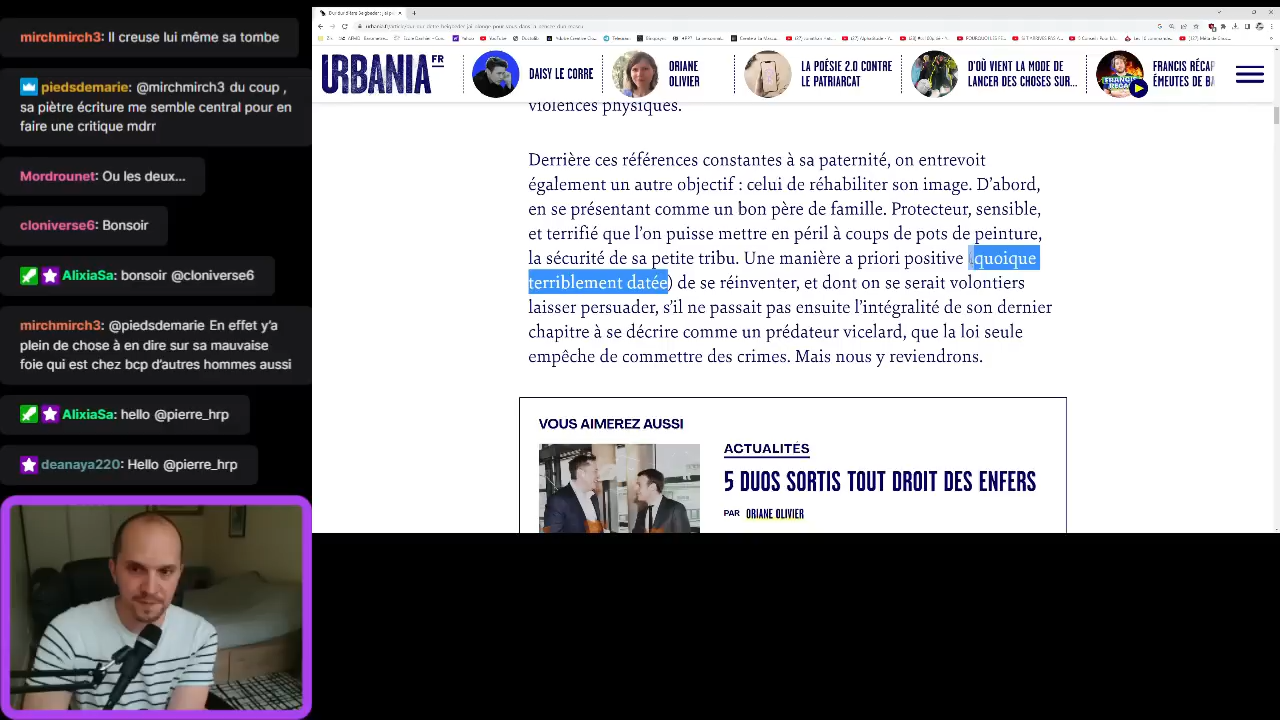 mirchmirch3: Il creuse lui même sa tombe
piedsdemarie: @mirchmirch3 du coup ,
sa piètre écriture me semble central pour en
faire une critique mdrr
Mordrounet: Ou les deux...
cloniverse6: Bonsoir
AlixiaSa: bonsoir @cloniverse6
mirchmirch3: @piedsdemarie En effet y’a
plein de chose à en dire sur sa mauvaise
foie qui est chez bcp d’autres hommes aussi
AlixiaSa: hello @pierre_hrp
deanaya220: Hello @pierre_hrp
URBANIA FR
DAISY LE CORRE
ORIANE
OLIVIER
LA POÉSIE 2.0 CONTRE
LE PATRIARCAT
D’OÙ VIENT LA MODE DE
LANCER DES CHOSES SUR...
FRANCIS RÉCAP
ÉMEUTES DE BA
violences physiques.
Derrière ces références constantes à sa paternité, on entrevoit
également un autre objectif : celui de réhabiliter son image. D’abord,
en se présentant comme un bon père de famille. Protecteur, sensible,
et terrifié que l’on puisse mettre en péril à coups de pots de peinture,
la sécurité de sa petite tribu. Une manière a priori positive (quoique
terriblement datée) de se réinventer, et dont on se serait volontiers
laisser persuader, s’il ne passait pas ensuite l’intégralité de son dernier
chapitre à se décrire comme un prédateur vicelard, que la loi seule
empêche de commettre des crimes. Mais nous y reviendrons.
VOUS AIMEREZ AUSSI
ACTUALITÉS
5 DUOS SORTIS TOUT DROIT DES ENFERS
PAR ORIANE OLIVIER